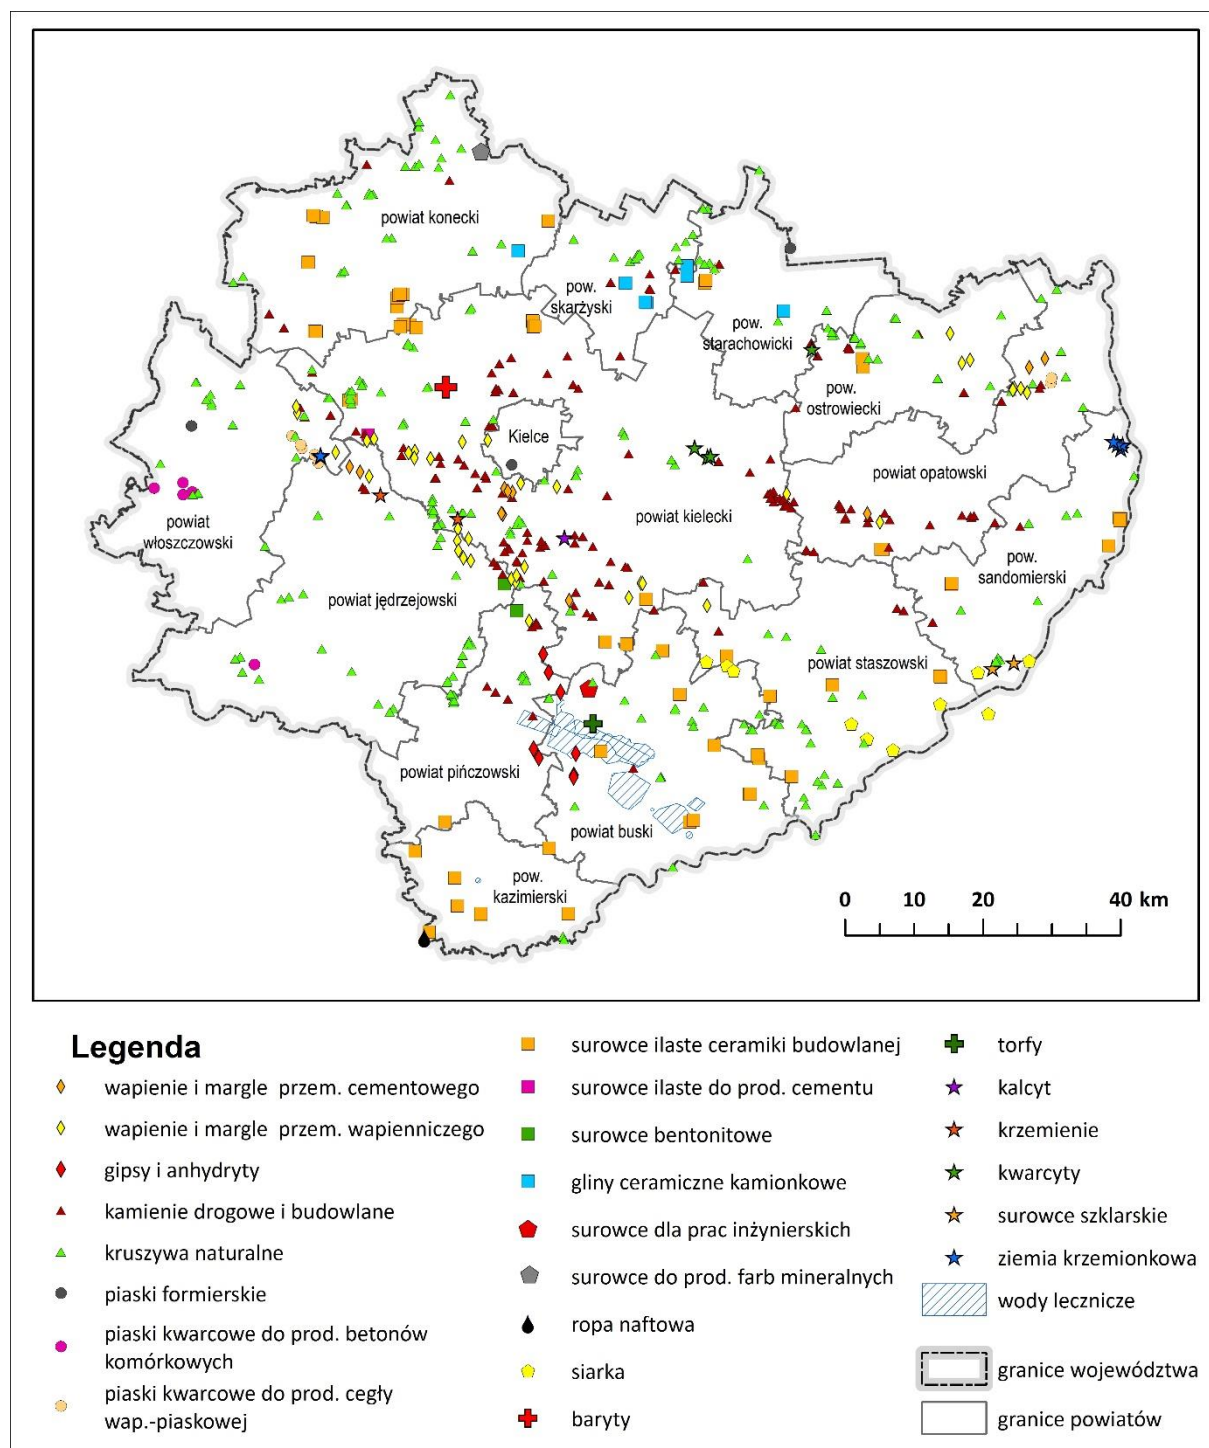 powiat konecki
pow.
skarżyski
pow.
starachowicki
pow.
ostrowiecki
Kielce
powiat opatowski
powiat kielecki
powiat
włoszczowski
pow.
sandomierski
powiat jędrzejowski
powiat staszowski
powiat pińczowski
powiat buski
pow.
kazimierski
0 10 20 40 km
Legenda
wapienie i margle przem. cementowego
wapienie i margle przem. wapienniczego
gipsy i anhydryty
kamienie drogowe i budowlane
kruszywa naturalne
piaski formierskie
piaski kwarcowe do prod. betonów
komórkowych
piaski kwarcowe do prod. cegły
wap.-piaskowej
surowce ilaste ceramiki budowlanej
surowce ilaste do prod. cementu
surowce bentonitowe
gliny ceramiczne kamionkowe
surowce dla prac inżynierskich
surowce do prod. farb mineralnych
ropa naftowa
siarka
baryty
torfy
kalcyt
krzemienie
kwarcyty
surowce szklarskie
ziemia krzemionkowa
wody lecznicze
granice województwa
granice powiatów